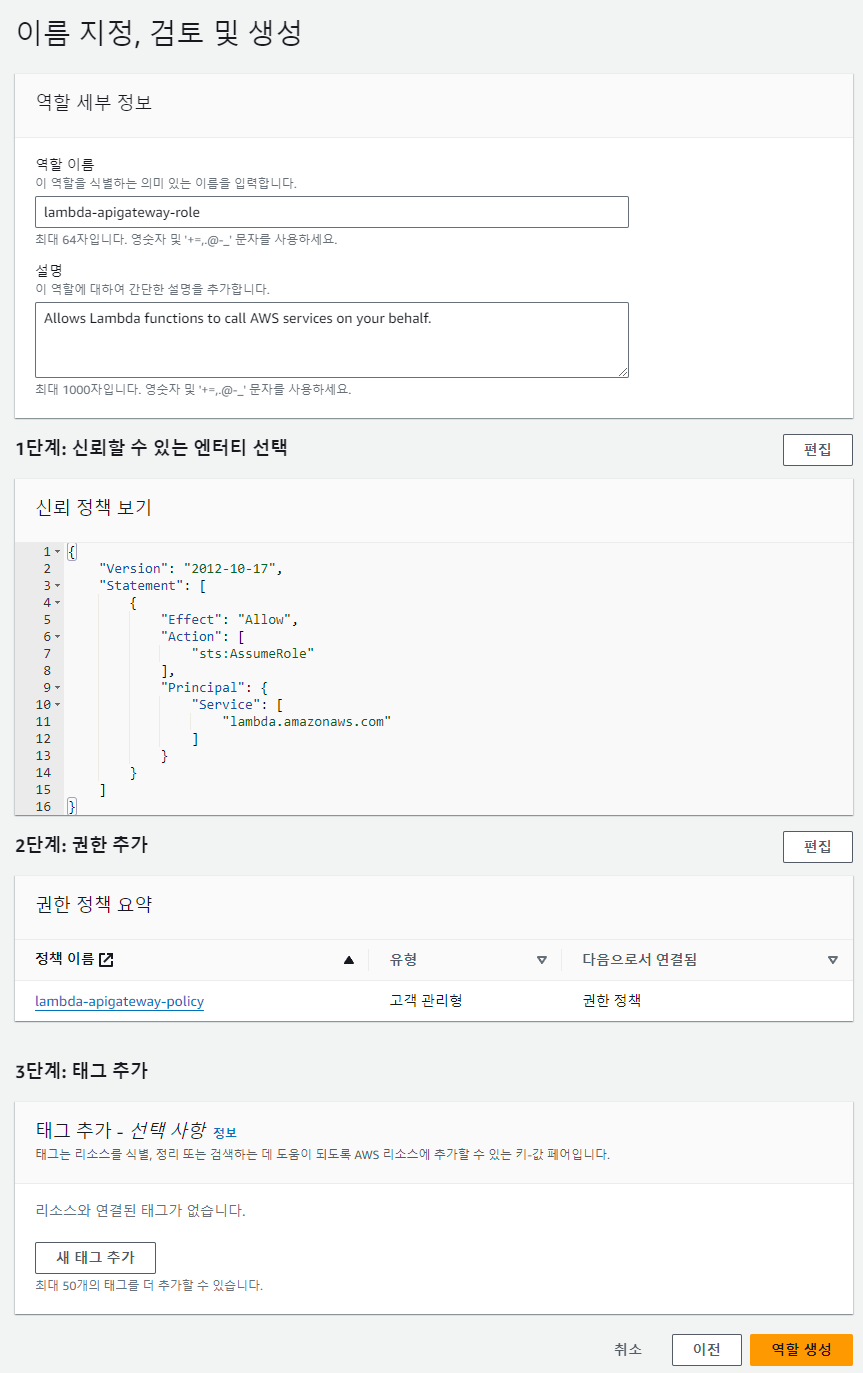 이름 지정, 검토 및 생성
역할 세부 정보
역할 이름
이 역할을 식별하는 의미 있는 이름을 입력합니다.
lambda-apigateway-role
최대 64자입니다. 영숫자 및 '+=,.@-_' 문자를 사용하세요.
설명
이 역할에 대하여 간단한 설명을 추가합니다.
Allows Lambda functions to call AWS services on your behalf.
최대 1000자입니다. 영숫자 및 '+=,.@-_' 문자를 사용하세요.
1단계: 신뢰할 수 있는 엔터티 선택 편집
신뢰 정책 보기
1 {
2 "Version": "2012-10-17",
3 "Statement": [
4 {
5 "Effect": "Allow",
6 "Action": [
7 "sts:AssumeRole"
8 ],
9 "Principal": {
10 "Service": [
11 "lambda.amazonaws.com"
12 ]
13 }
14 }
15 ]
16 }
2단계: 권한 추가 편집
권한 정책 요약
정책 이름 유형 다음으로서 연결됨
lambda-apigateway-policy 고객 관리형 권한 정책
3단계: 태그 추가
태그 추가 - 선택 사항 정보
태그는 리소스를 식별, 정리 또는 검색하는 데 도움이 되도록 AWS 리소스에 추가할 수 있는 키-값 페어입니다.
리소스와 연결된 태그가 없습니다.
새 태그 추가
최대 50개의 태그를 더 추가할 수 있습니다.
취소 이전 역할 생성